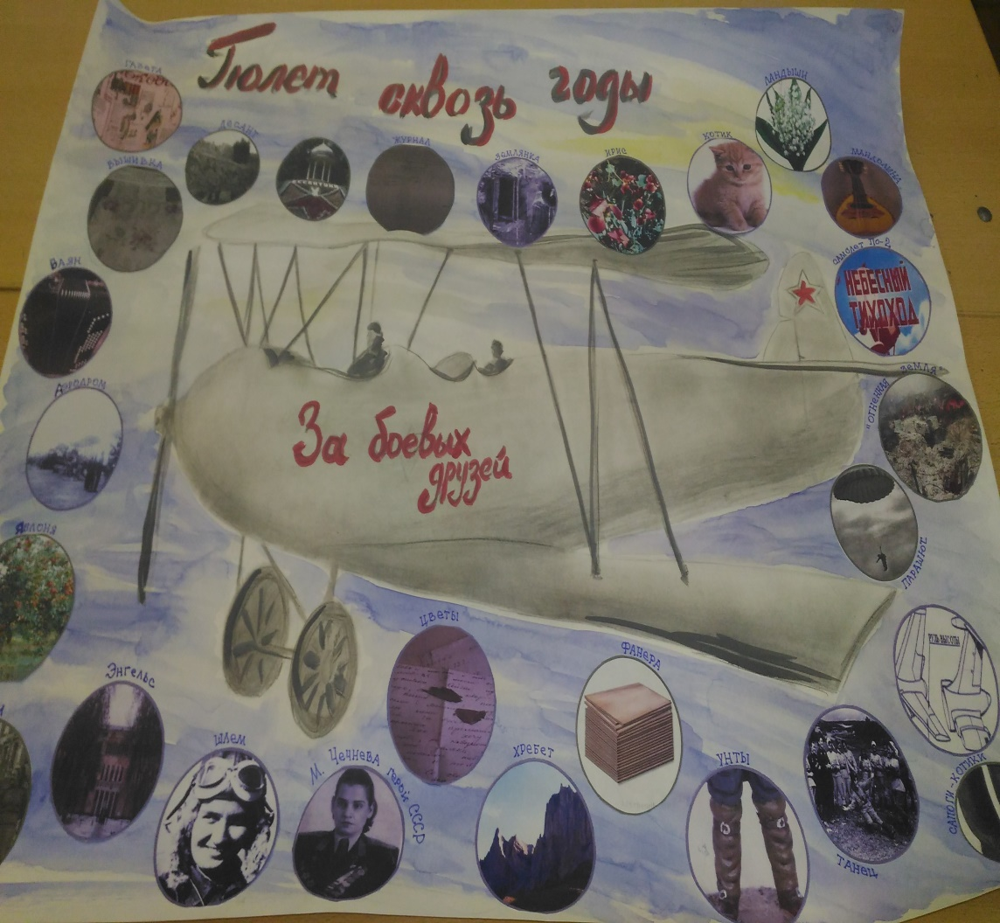 Полет сквозь годы
ГАЗЕТА
ДЕСАНТ
ЖУРНАЛ
ЗЕМЛЯНКА
ИРИС
КОТИК
ЛАНДЫШИ
МАНДОЛИНА
ВЫШИВКА
БАЯН
САМОЛЕТ ПО-2
НЕБЕСНЫЙ
ТИХОХОД
АЭРОДРОМ
"ОГНЕННАЯ ЗЕМЛЯ"
За боевых
друзей
ПАРАШЮТ
ЯБЛОНЯ
ЦВЕТЫ
ФАНЕРА
РУЛЬ ВЫСОТЫ
Энгельс
ШЛЕМ
М. ЧЕЧНЕВА ГЕРОЙ СССР
ХРЕБЕТ
УНТЫ
ТАНЕЦ
САПОГИ-КОТИКИ